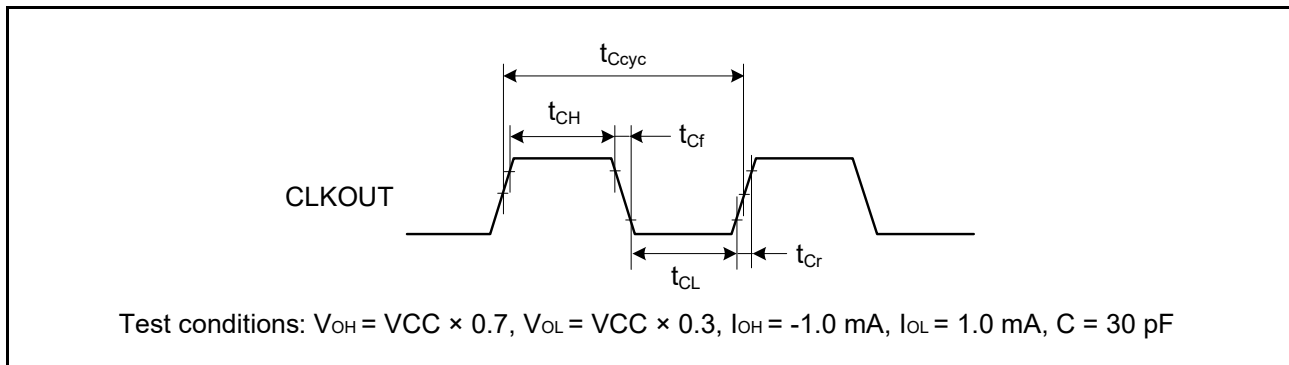 tCcyc
tCH
tCf
CLKOUT
tCr
tCL
Test conditions: VOH = VCC × 0.7, VOL = VCC × 0.3, IOH = -1.0 mA, IOL = 1.0 mA, C = 30 pF